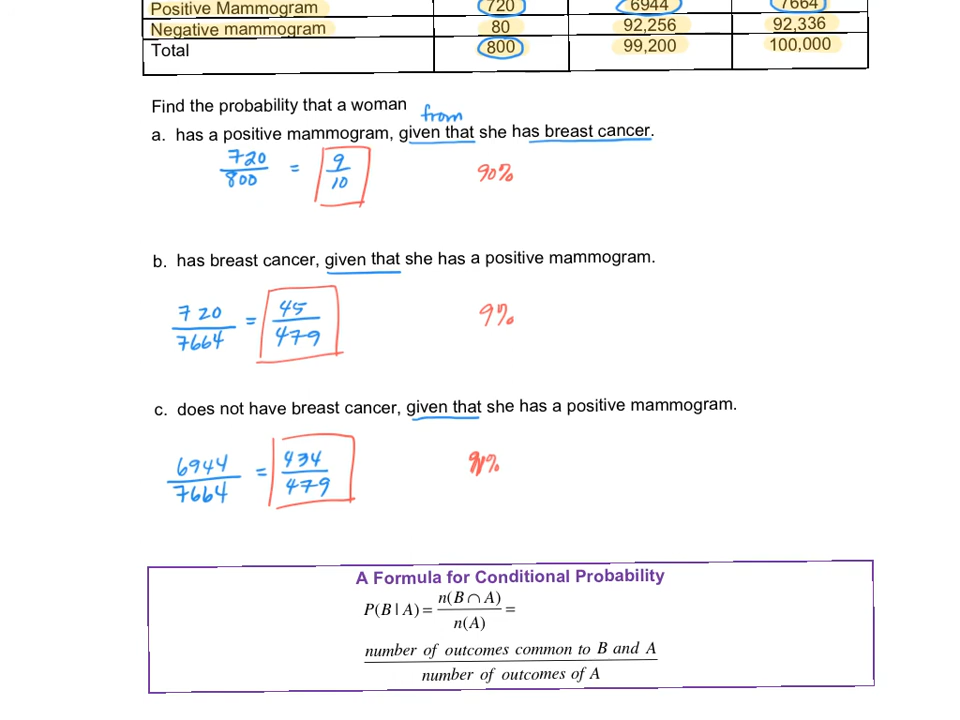 Positive Mammogram 720 6944 7664
Negative mammogram 80 92,256 92,336
Total 800 99,200 100,000
Find the probability that a woman
from
a. has a positive mammogram, given that she has breast cancer.
720/800 = 9/10 90%
b. has breast cancer, given that she has a positive mammogram.
720/7664 = 45/479 9%
c. does not have breast cancer, given that she has a positive mammogram.
6944/7664 = 434/479
A Formula for Conditional Probability
P(B | A) = n(B ∩ A)/n(A) =
number of outcomes common to B and A
number of outcomes of A